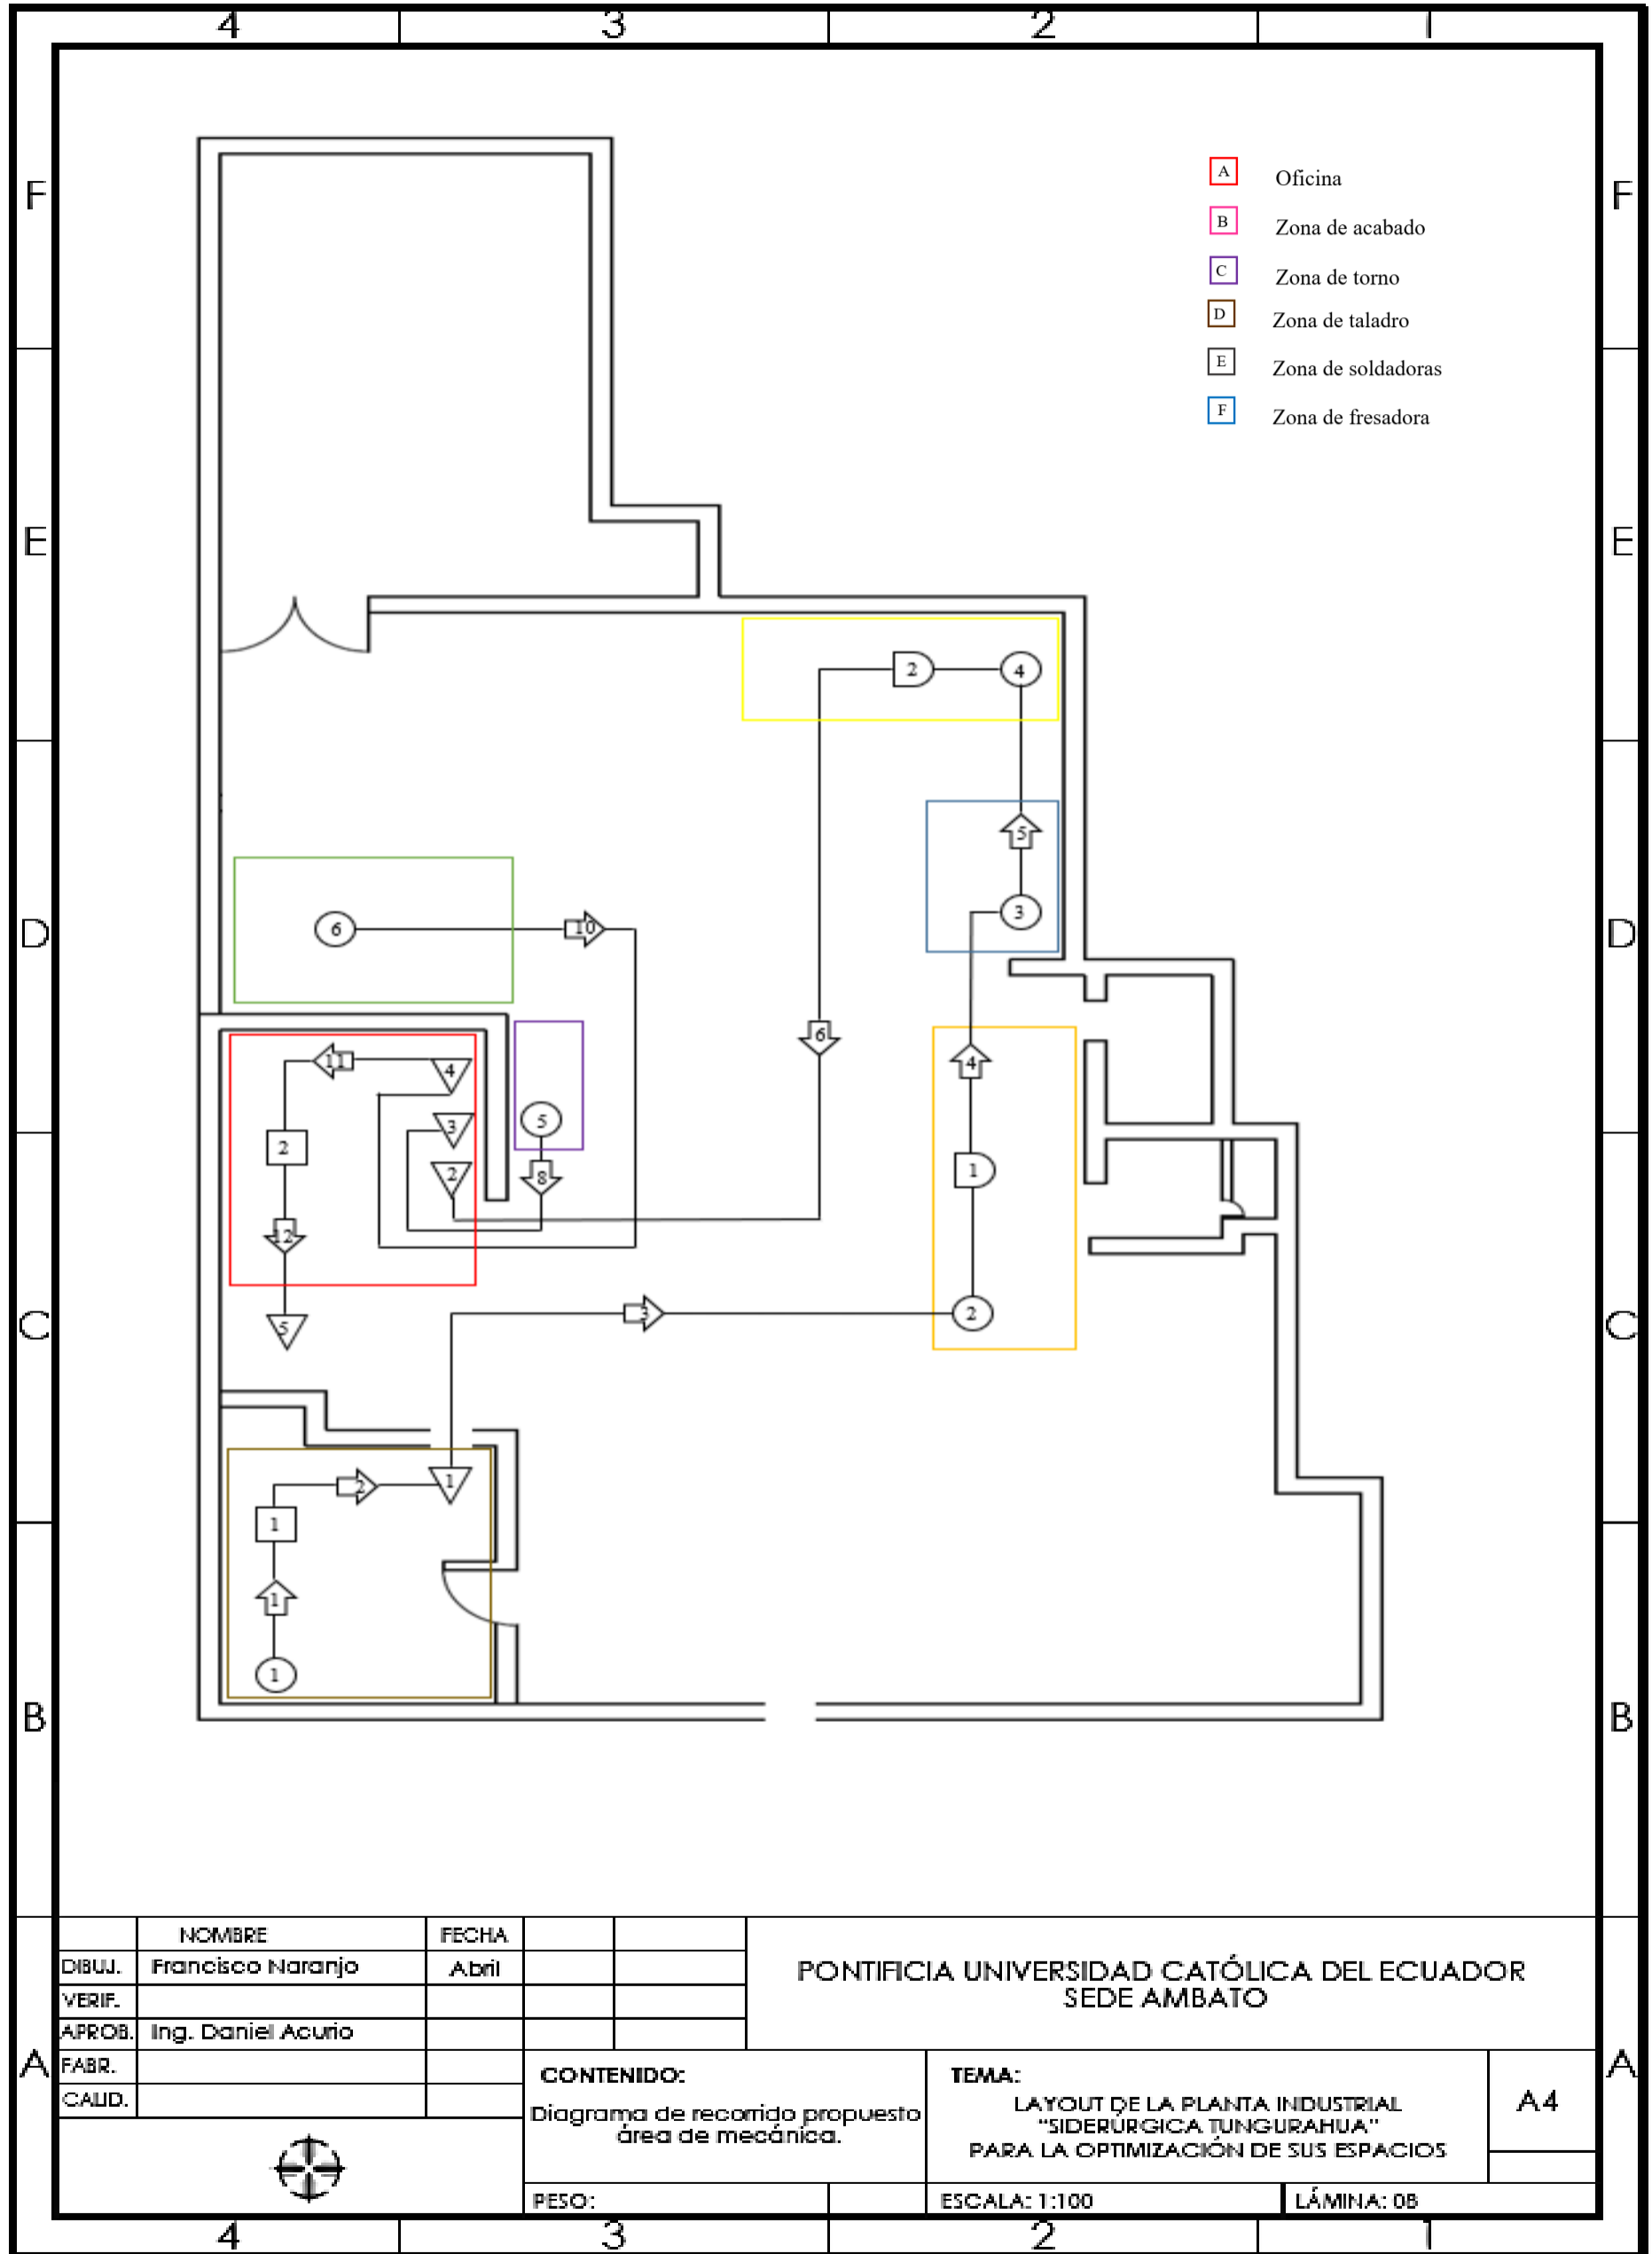 4 3 2 1
F F
A Oficina
B Zona de acabado
C Zona de torno
D Zona de taladro
E Zona de soldadoras
F Zona de fresadora
E E
2 4
5
3
D 6 10 D
6
11 4 4
3 5
2 2 8 1
12
C 5 3 2 C
2 1
1
1
1
B B
NOMBRE FECHA
DIBUJ. Francisco Naranjo Abril
VERIF.
APROB. Ing. Daniel Acurio
FABR.
CALID.
PONTIFICIA UNIVERSIDAD CATÓLICA DEL ECUADOR
SEDE AMBATO
A A
CONTENIDO:
Diagrama de recorrido propuesto
área de mecánica.
TEMA:
LAYOUT DE LA PLANTA INDUSTRIAL
"SIDERÚRGICA TUNGURAHUA"
PARA LA OPTIMIZACIÓN DE SUS ESPACIOS
A4
PESO:
ESCALA: 1:100
LÁMINA: 08
4 3 2 1